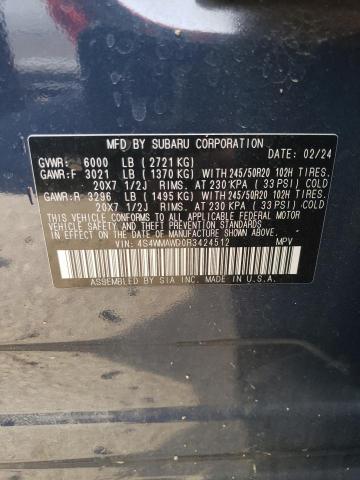 MFD. BY SUBARU CORPORATION DATE: 02/24
GVWR: 6000 LB (2721 KG)
GAWR:F 3021 LB (1370 KG) WITH 245/50R20 102H TIRES
20X7 1/2J RIMS. AT 230 KPA (33 PSI) COLD
GAWR:R 3296 LB (1495 KG) WITH 245/50R20 102H TIRES
20X7 1/2J RIMS. AT 230 KPA (33 PSI) COLD
THIS VEHICLE CONFORMS TO ALL APPLICABLE FEDERAL MOTOR
VEHICLE SAFETY, BUMPER, AND THEFT PREVENTION STANDARDS
IN EFFECT ON THE DATE OF MANUFACTURE SHOWN ABOVE.
VIN: 4S4WMAWD0R3424512 MPV
ASSEMBLED BY SIA INC. MADE IN U.S.A.